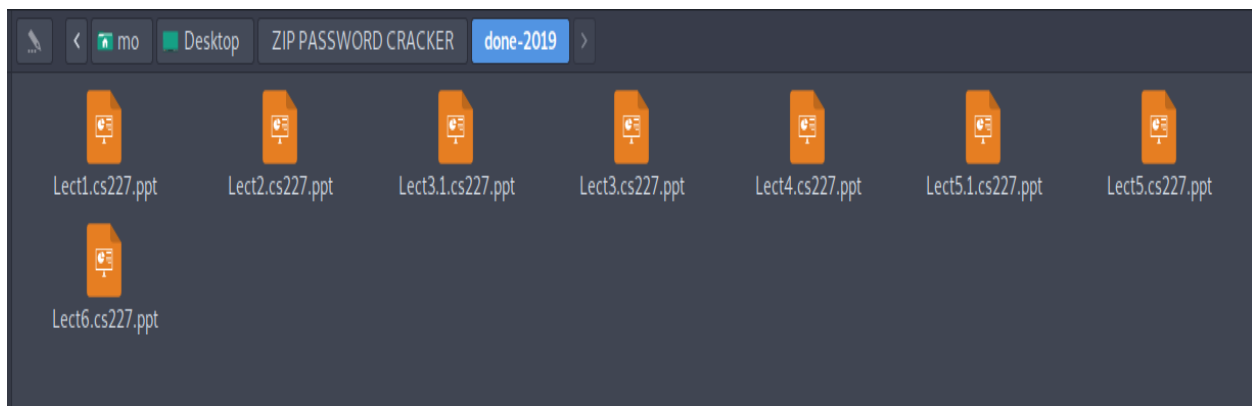 mo Desktop ZIP PASSWORD CRACKER done-2019
Lect1.cs227.ppt Lect2.cs227.ppt Lect3.1.cs227.ppt Lect3.cs227.ppt Lect4.cs227.ppt Lect5.1.cs227.ppt Lect5.cs227.ppt
Lect6.cs227.ppt